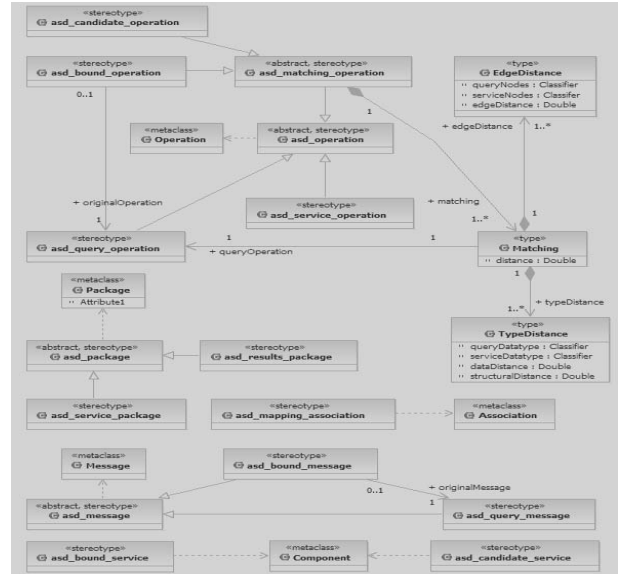 «stereotype»
asd_candidate_operation
«stereotype»
asd_bound_operation
«abstract, stereotype»
asd_matching_operation
«type»
EdgeDistance
queryNodes : Classifier
serviceNodes : Classifer
edgeDistance : Double
0..1
1
+ edgeDistance
1..*
«metaclass»
Operation
«abstract, stereotype»
asd_operation
+ originalOperation
1
«stereotype»
asd_service_operation
+ matching
1..*
1
«stereotype»
asd_query_operation
1
+ queryOperation
1
«type»
Matching
distance : Double
1
«metaclass»
Package
Attribute1
1..*
+ typeDistance
«abstract, stereotype»
asd_package
«stereotype»
asd_results_package
«type»
TypeDistance
queryDatatype : Classifier
serviceDatatype : Classifier
dataDistance : Double
structuralDistance : Double
«stereotype»
asd_service_package
«stereotype»
asd_mapping_association
«metaclass»
Association
«metaclass»
Message
«stereotype»
asd_bound_message
0..1
+ originalMessage
1
«abstract, stereotype»
asd_message
«stereotype»
asd_query_message
«stereotype»
asd_bound_service
«metaclass»
Component
«stereotype»
asd_candidate_service